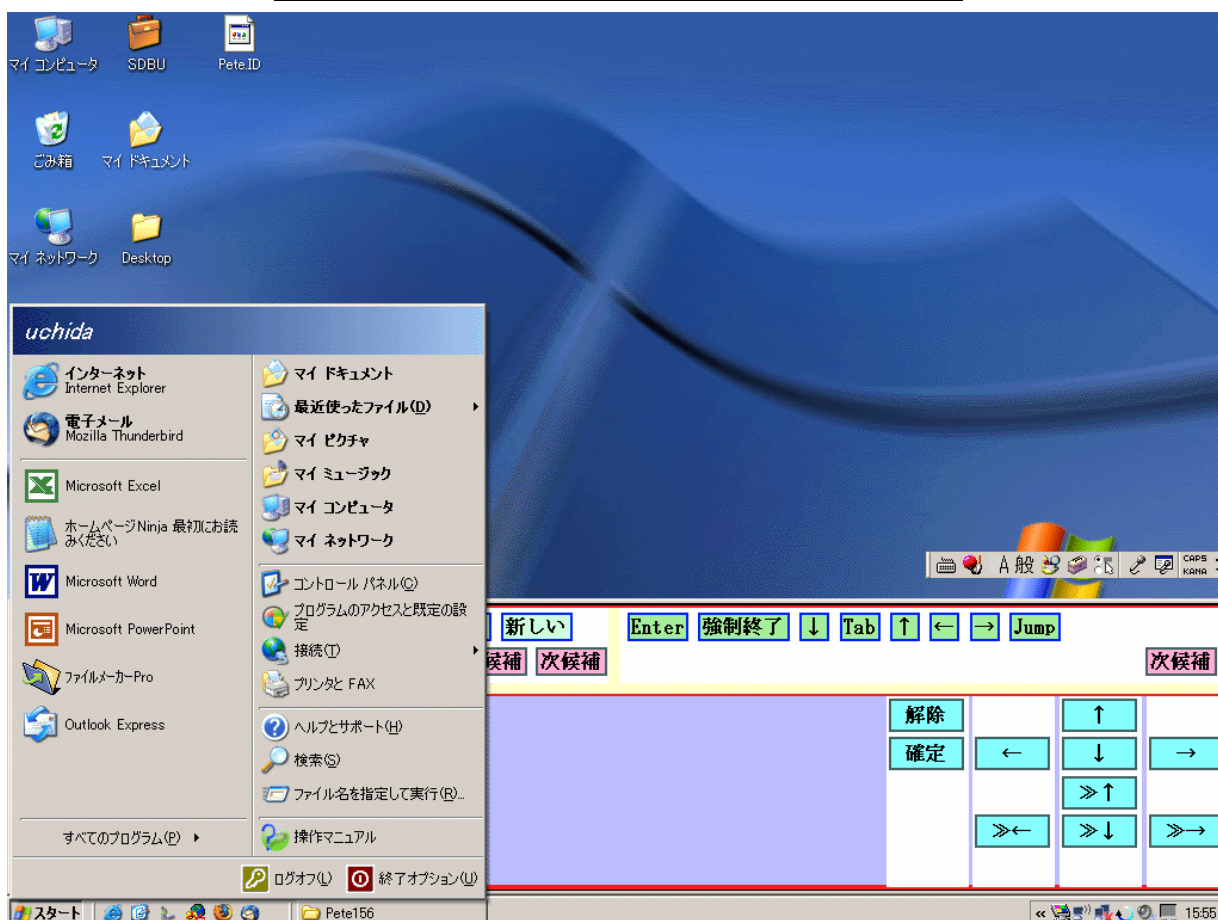 マイ コンピュータ
SDBU
Pete.ID
ごみ箱
マイ ドキュメント
マイ ネットワーク
Desktop
uchida
インターネット
Internet Explorer
電子メール
Mozilla Thunderbird
Microsoft Excel
ホームページNinja 最初にお読
みください
Microsoft Word
Microsoft PowerPoint
ファイルメーカーPro
Outlook Express
すべてのプログラム(P)
マイ ドキュメント
最近使ったファイル(D)
マイ ピクチャ
マイ ミュージック
マイ コンピュータ
マイ ネットワーク
コントロール パネル(C)
プログラムのアクセスと既定の設
定
接続(T)
プリンタと FAX
ヘルプとサポート(H)
検索(S)
ファイル名を指定して実行(R)...
操作マニュアル
ログオフ(L)
終了オプション(U)
A 般
CAPS
KANA
新しい
Enter 強制終了 ↓ Tab ↑ ← → Jump
候補 次候補
次候補
解除 ↑
確定 ← ↓ →
≫↑
≫← ≫↓ ≫→
スタート
Pete156
«
15:55